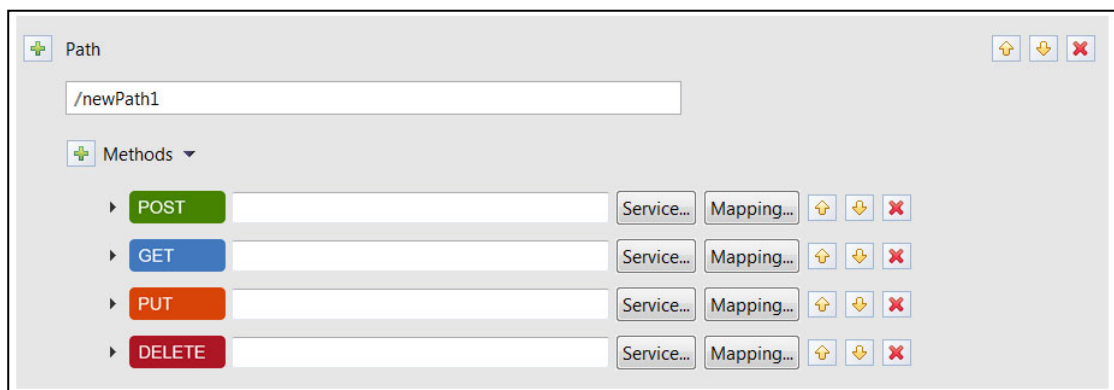 Path
/newPath1
Methods
POST Service... Mapping...
GET Service... Mapping...
PUT Service... Mapping...
DELETE Service... Mapping...